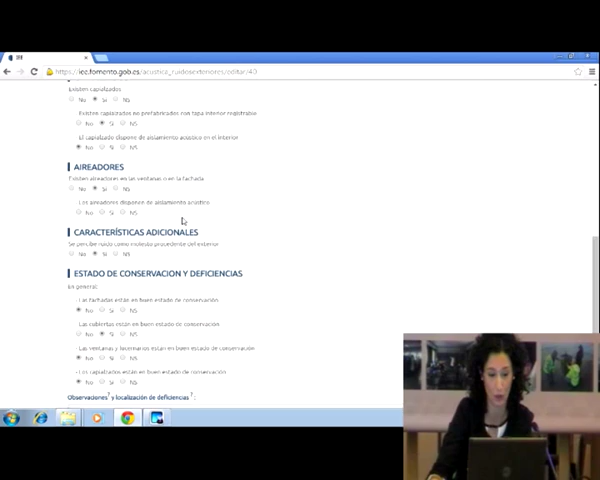 IEE
https://iee.fomento.gob.es/acustica_ruidosexteriores/editar/40
Existen capialzados
No Sí NS
Existen capialzados no prefabricados con tapa interior registrable
No Sí NS
El capialzado dispone de aislamiento acústico en el interior
No Sí NS
AIREADORES
Existen aireadores en las ventanas o en la fachada
No Sí NS
Los aireadores disponen de aislamiento acústico
No Sí NS
CARACTERÍSTICAS ADICIONALES
Se percibe ruido como molesto procedente del exterior
No Sí NS
ESTADO DE CONSERVACION Y DEFICIENCIAS
En general:
Las fachadas están en buen estado de conservación
No Sí NS
Las cubiertas están en buen estado de conservación
No Sí NS
Las ventanas y lucernarios están en buen estado de conservación
No Sí NS
Los capialzados están en buen estado de conservación
No Sí NS
Observaciones? y localización de deficiencias ? :